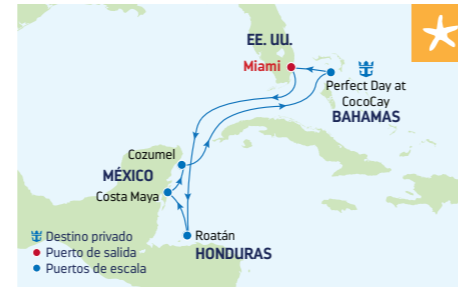 EE. UU.
Miami
Perfect Day at
CocoCay
BAHAMAS
Cozumel
MÉXICO
Costa Maya
Roatán
HONDURAS
Destino privado
Puerto de salida
Puertos de escala